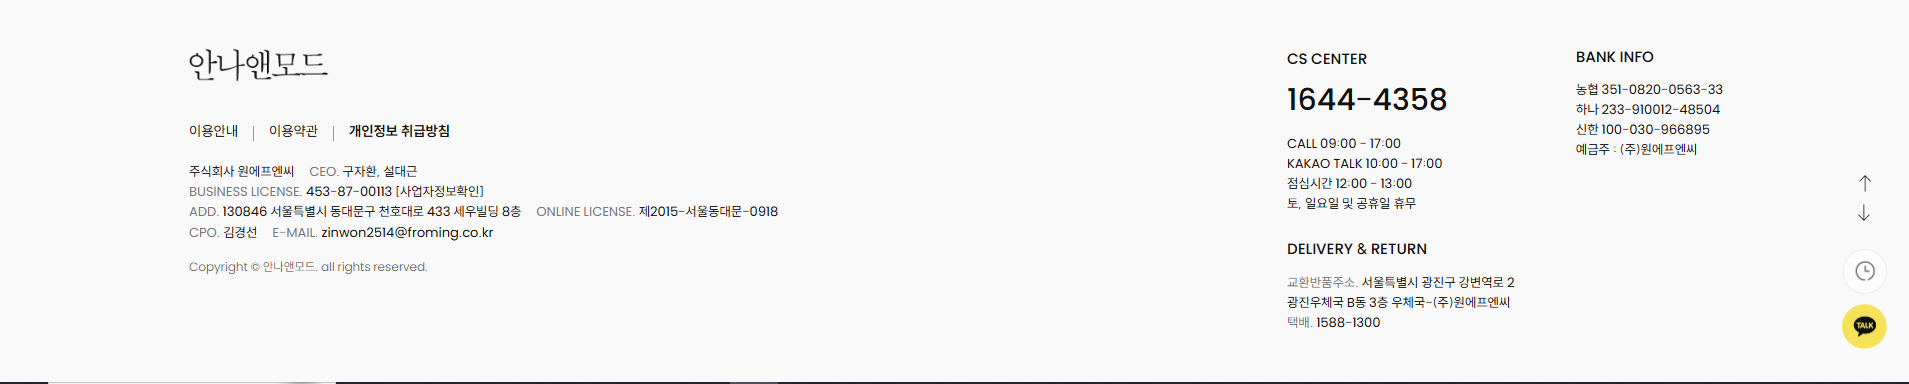 안나앤모드
이용안내 | 이용약관 | 개인정보 취급방침
주식회사 원에프엔씨 CEO. 구자환, 설대근
BUSINESS LICENSE. 453-87-00113 [사업자정보확인]
ADD. 130846 서울특별시 동대문구 천호대로 433 세우빌딩 8층 ONLINE LICENSE. 제2015-서울동대문-0918
CPO. 김경선 E-MAIL. zinwon2514@froming.co.kr
Copyright © 안나앤모드. all rights reserved.
CS CENTER
1644-4358
CALL 09:00 - 17:00
KAKAO TALK 10:00 - 17:00
점심시간 12:00 - 13:00
토, 일요일 및 공휴일 휴무
DELIVERY & RETURN
교환반품주소. 서울특별시 광진구 강변역로 2
광진우체국 B동 3층 우체국-(주)원에프엔씨
택배. 1588-1300
BANK INFO
농협 351-0820-0563-33
하나 233-910012-48504
신한 100-030-966895
예금주 : (주)원에프엔씨
TALK